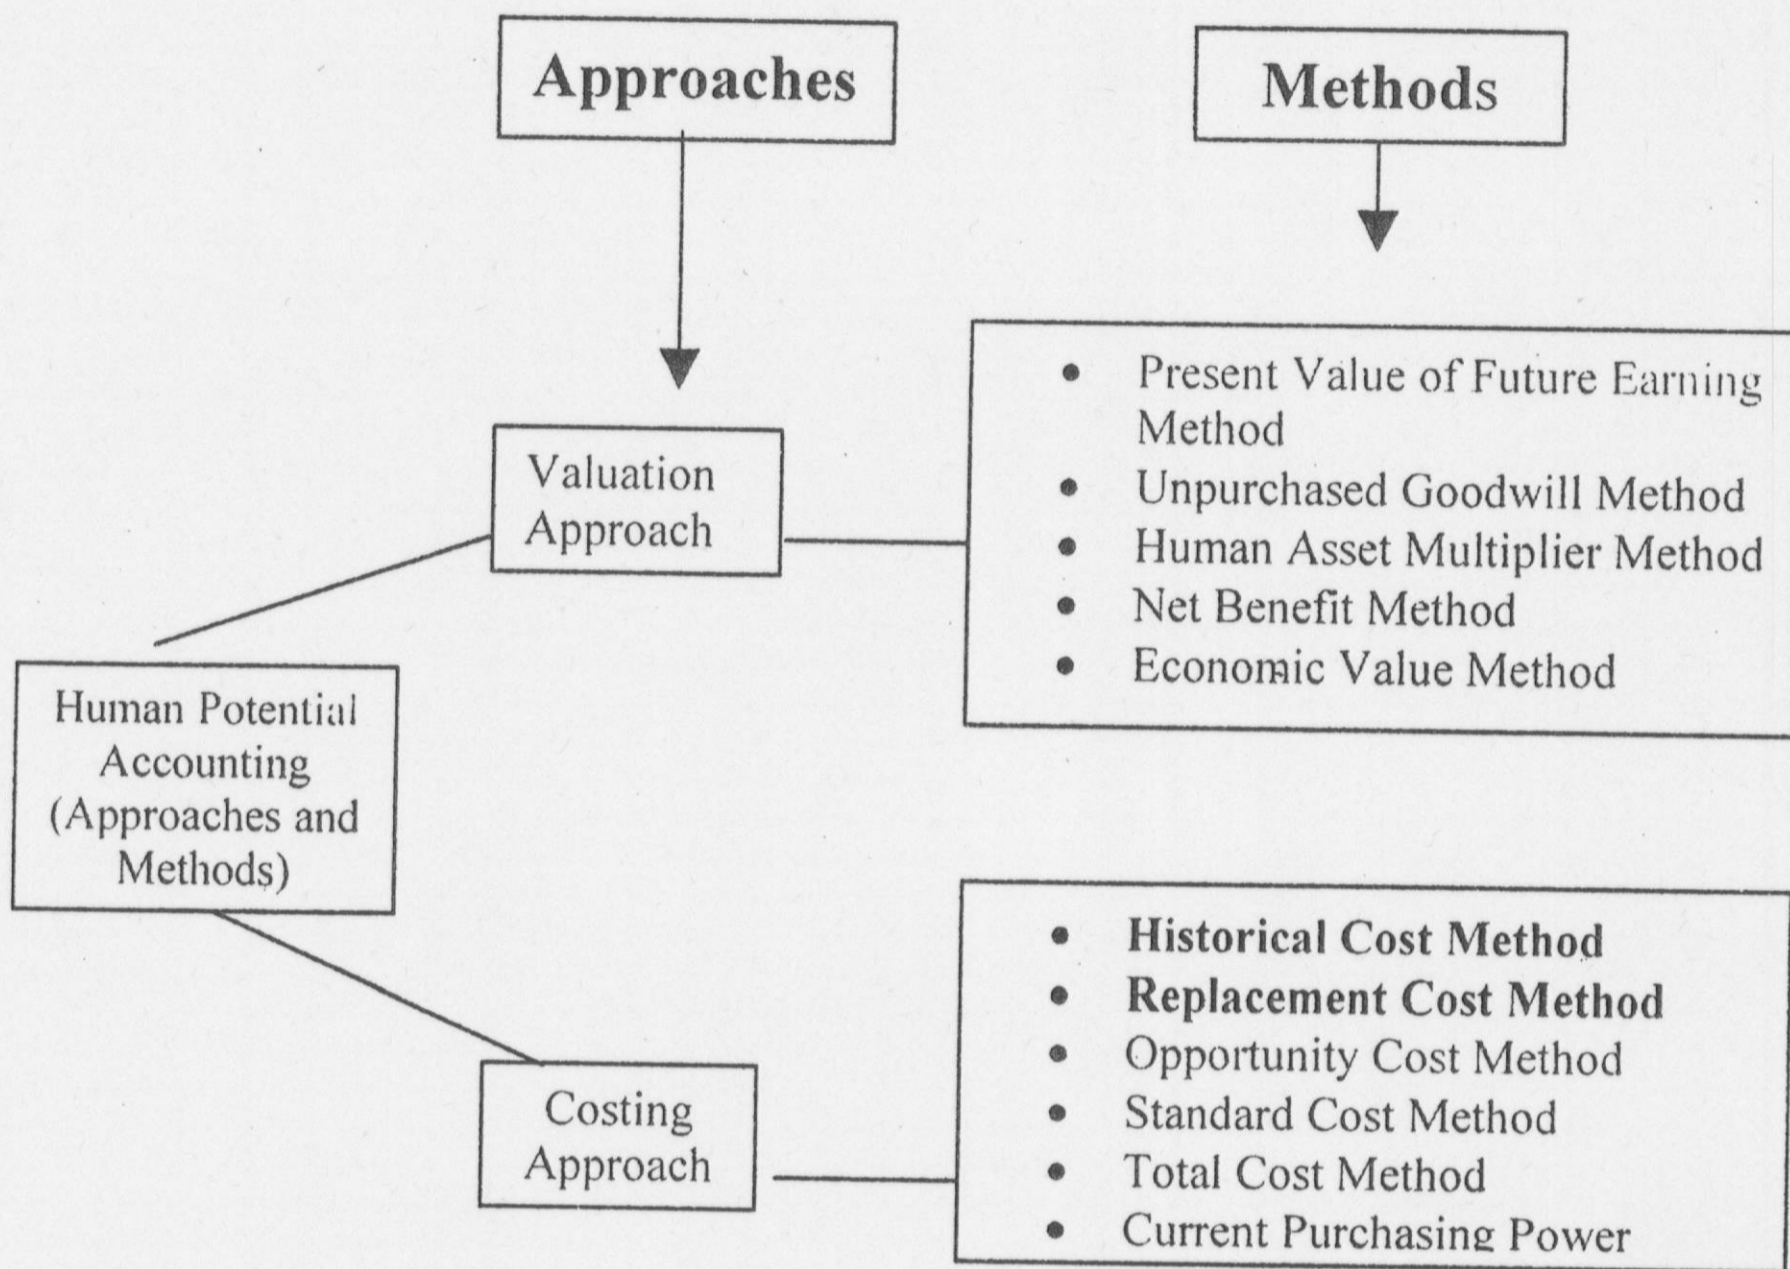 Approaches
Methods
Valuation
Approach
• Present Value of Future Earning
Method
• Unpurchased Goodwill Method
• Human Asset Multiplier Method
• Net Benefit Method
• Economic Value Method
Human Potential
Accounting
(Approaches and
Methods)
Costing
Approach
• Historical Cost Method
• Replacement Cost Method
• Opportunity Cost Method
• Standard Cost Method
• Total Cost Method
• Current Purchasing Power